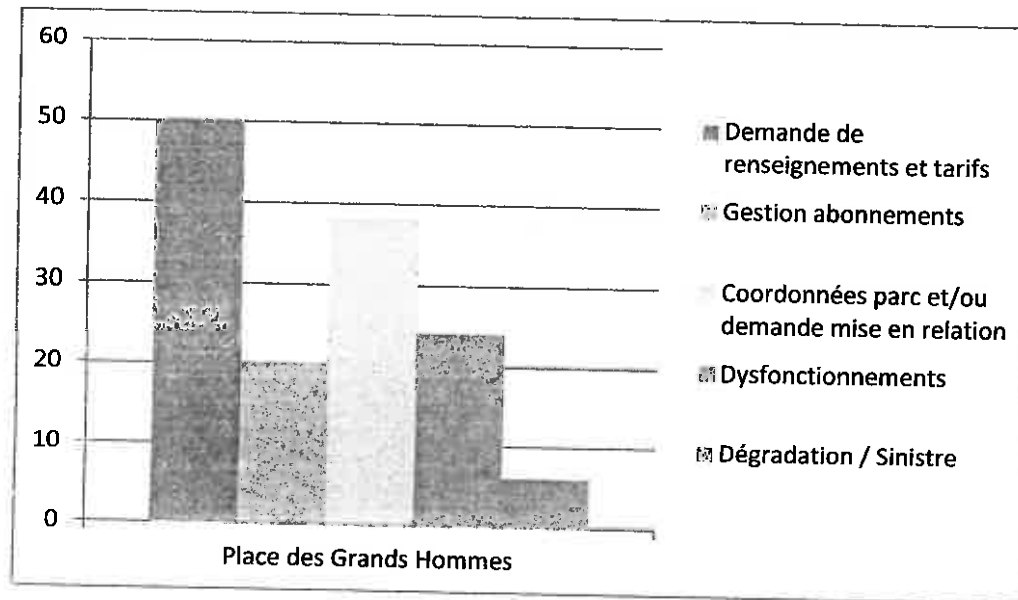 60
50
40
30
20
10
0
Place des Grands Hommes
Demande de
renseignements et tarifs
Gestion abonnements
Coordonnées parc et/ou
demande mise en relation
Dysfonctionnements
Dégradation / Sinistre